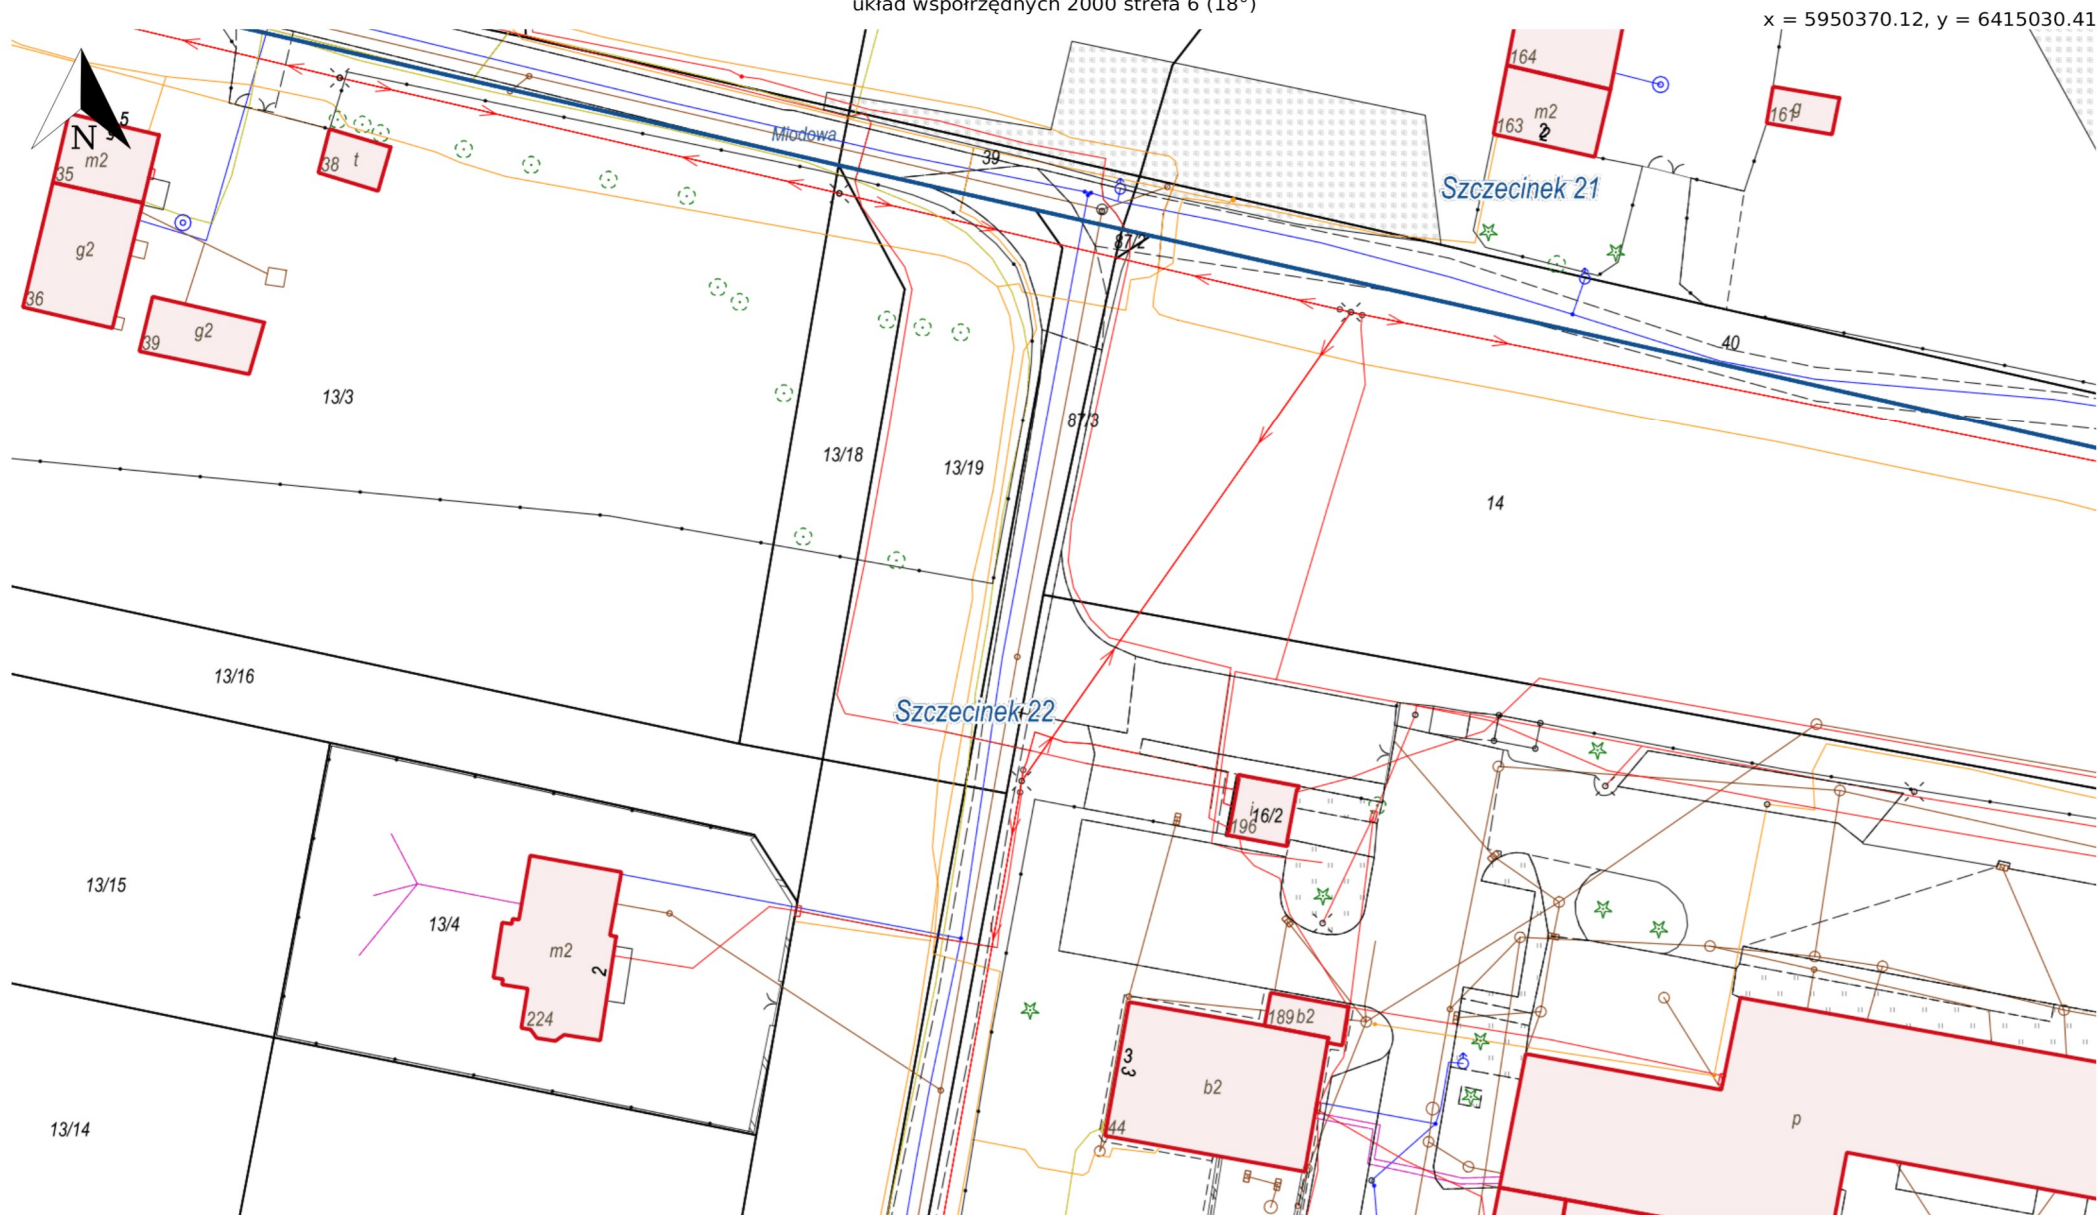 układ współrzędnych 2000 strefa 6 (18°)
x = 5950370.12, y = 6415030.41
164
m2
163
2
161
g
Szczecinek 21
Miodowa
39
N
5
m2
35
g2
36
38
t
g2
39
87/2
40
13/3
87/3
13/18
13/19
14
13/16
Szczecinek 22
i
16/2
196
13/15
13/4
m2
2
224
189
b2
3
3
b2
44
p
13/14